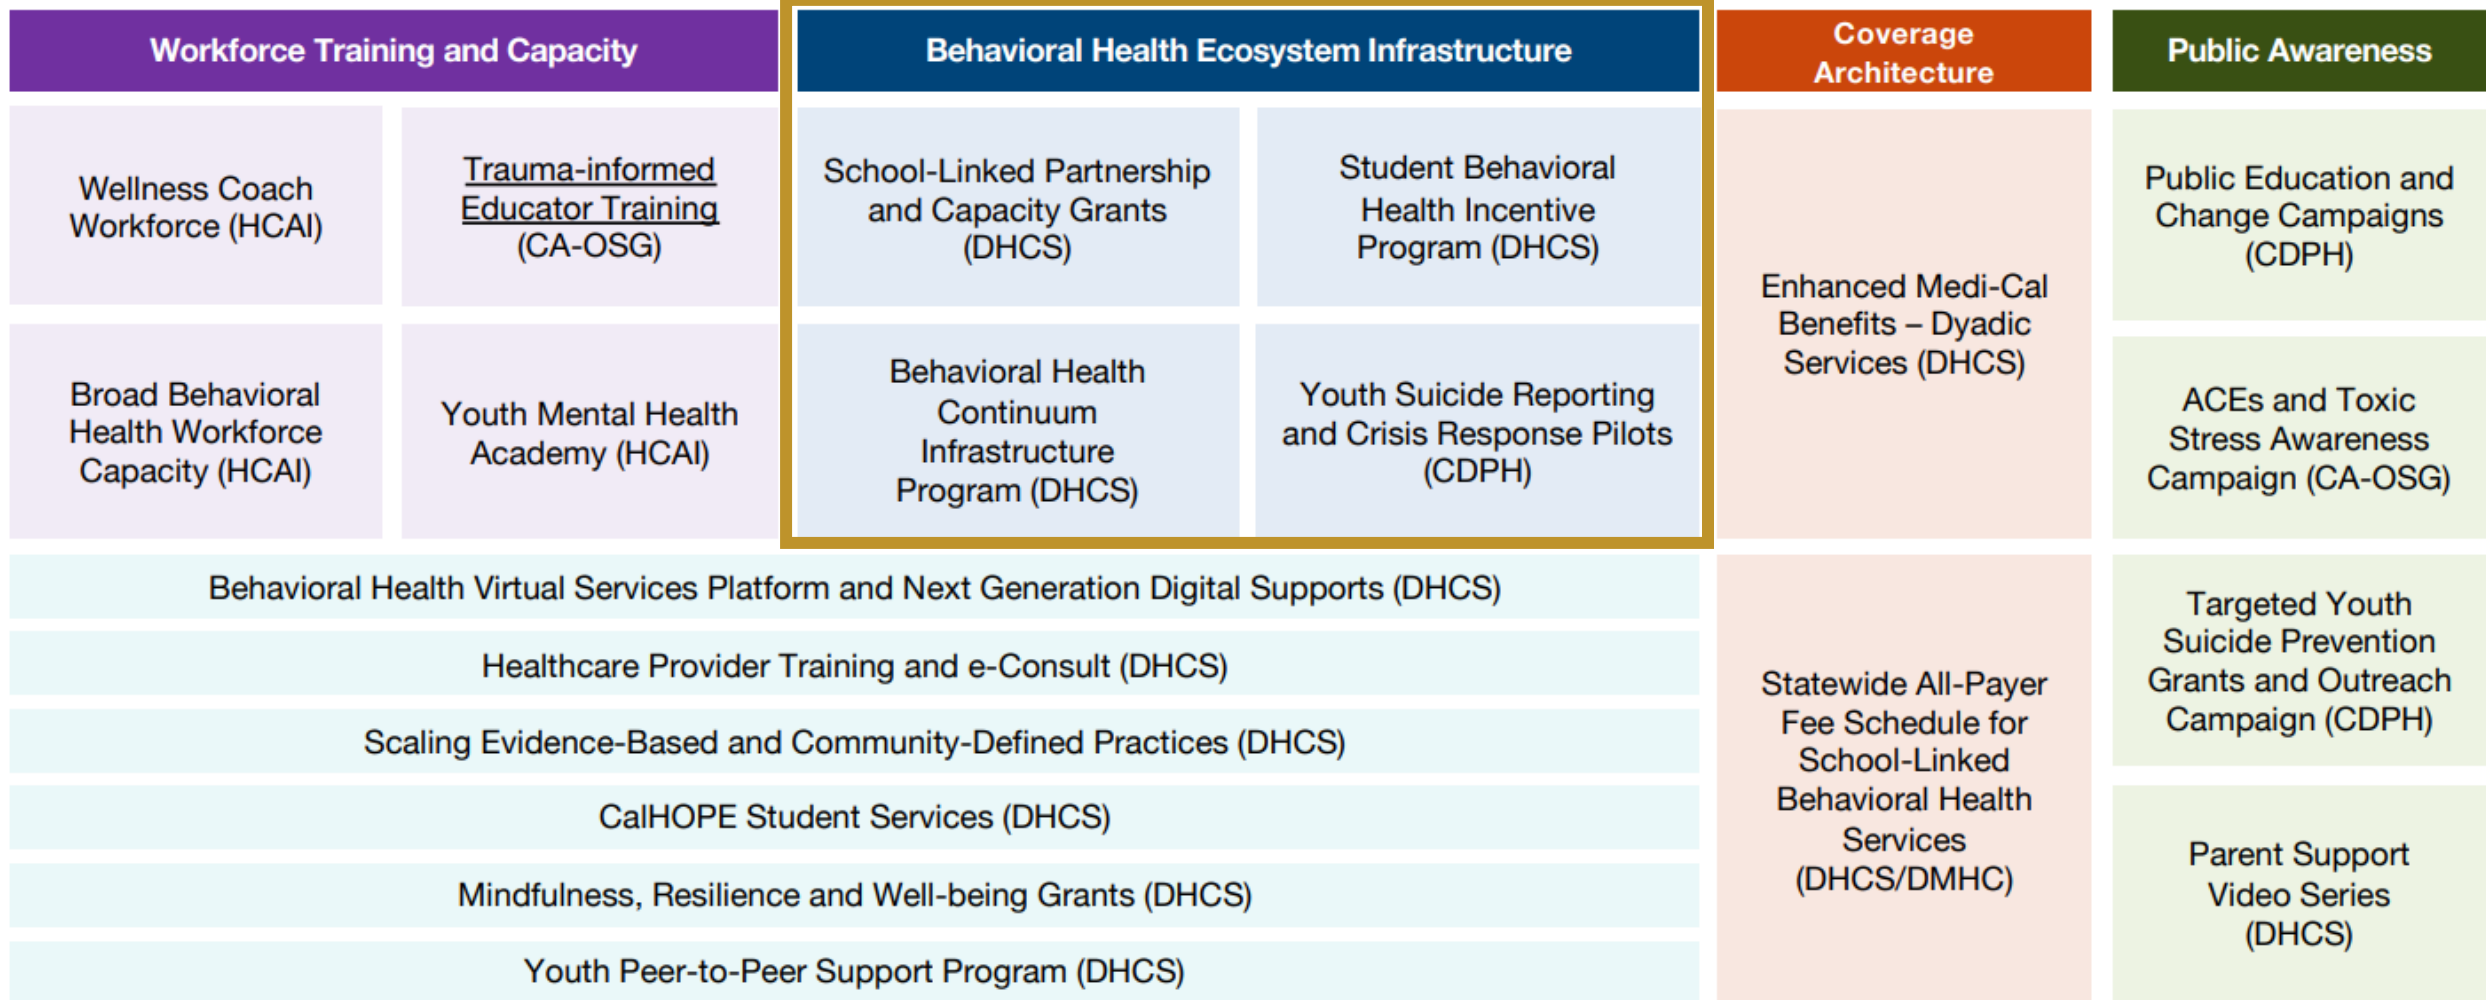 Workforce Training and Capacity
Behavioral Health Ecosystem Infrastructure
Coverage
Architecture
Public Awareness
Wellness Coach
Workforce (HCAI)
Trauma-informed
Educator Training
(CA-OSG)
School-Linked Partnership
and Capacity Grants
(DHCS)
Student Behavioral
Health Incentive
Program (DHCS)
Broad Behavioral
Health Workforce
Capacity (HCAI)
Youth Mental Health
Academy (HCAI)
Behavioral Health
Continuum
Infrastructure
Program (DHCS)
Youth Suicide Reporting
and Crisis Response Pilots
(CDPH)
Behavioral Health Virtual Services Platform and Next Generation Digital Supports (DHCS)
Healthcare Provider Training and e-Consult (DHCS)
Scaling Evidence-Based and Community-Defined Practices (DHCS)
CalHOPE Student Services (DHCS)
Mindfulness, Resilience and Well-being Grants (DHCS)
Youth Peer-to-Peer Support Program (DHCS)
Enhanced Medi-Cal
Benefits – Dyadic
Services (DHCS)
Statewide All-Payer
Fee Schedule for
School-Linked
Behavioral Health
Services
(DHCS/DMHC)
Public Education and
Change Campaigns
(CDPH)
ACEs and Toxic
Stress Awareness
Campaign (CA-OSG)
Targeted Youth
Suicide Prevention
Grants and Outreach
Campaign (CDPH)
Parent Support
Video Series
(DHCS)